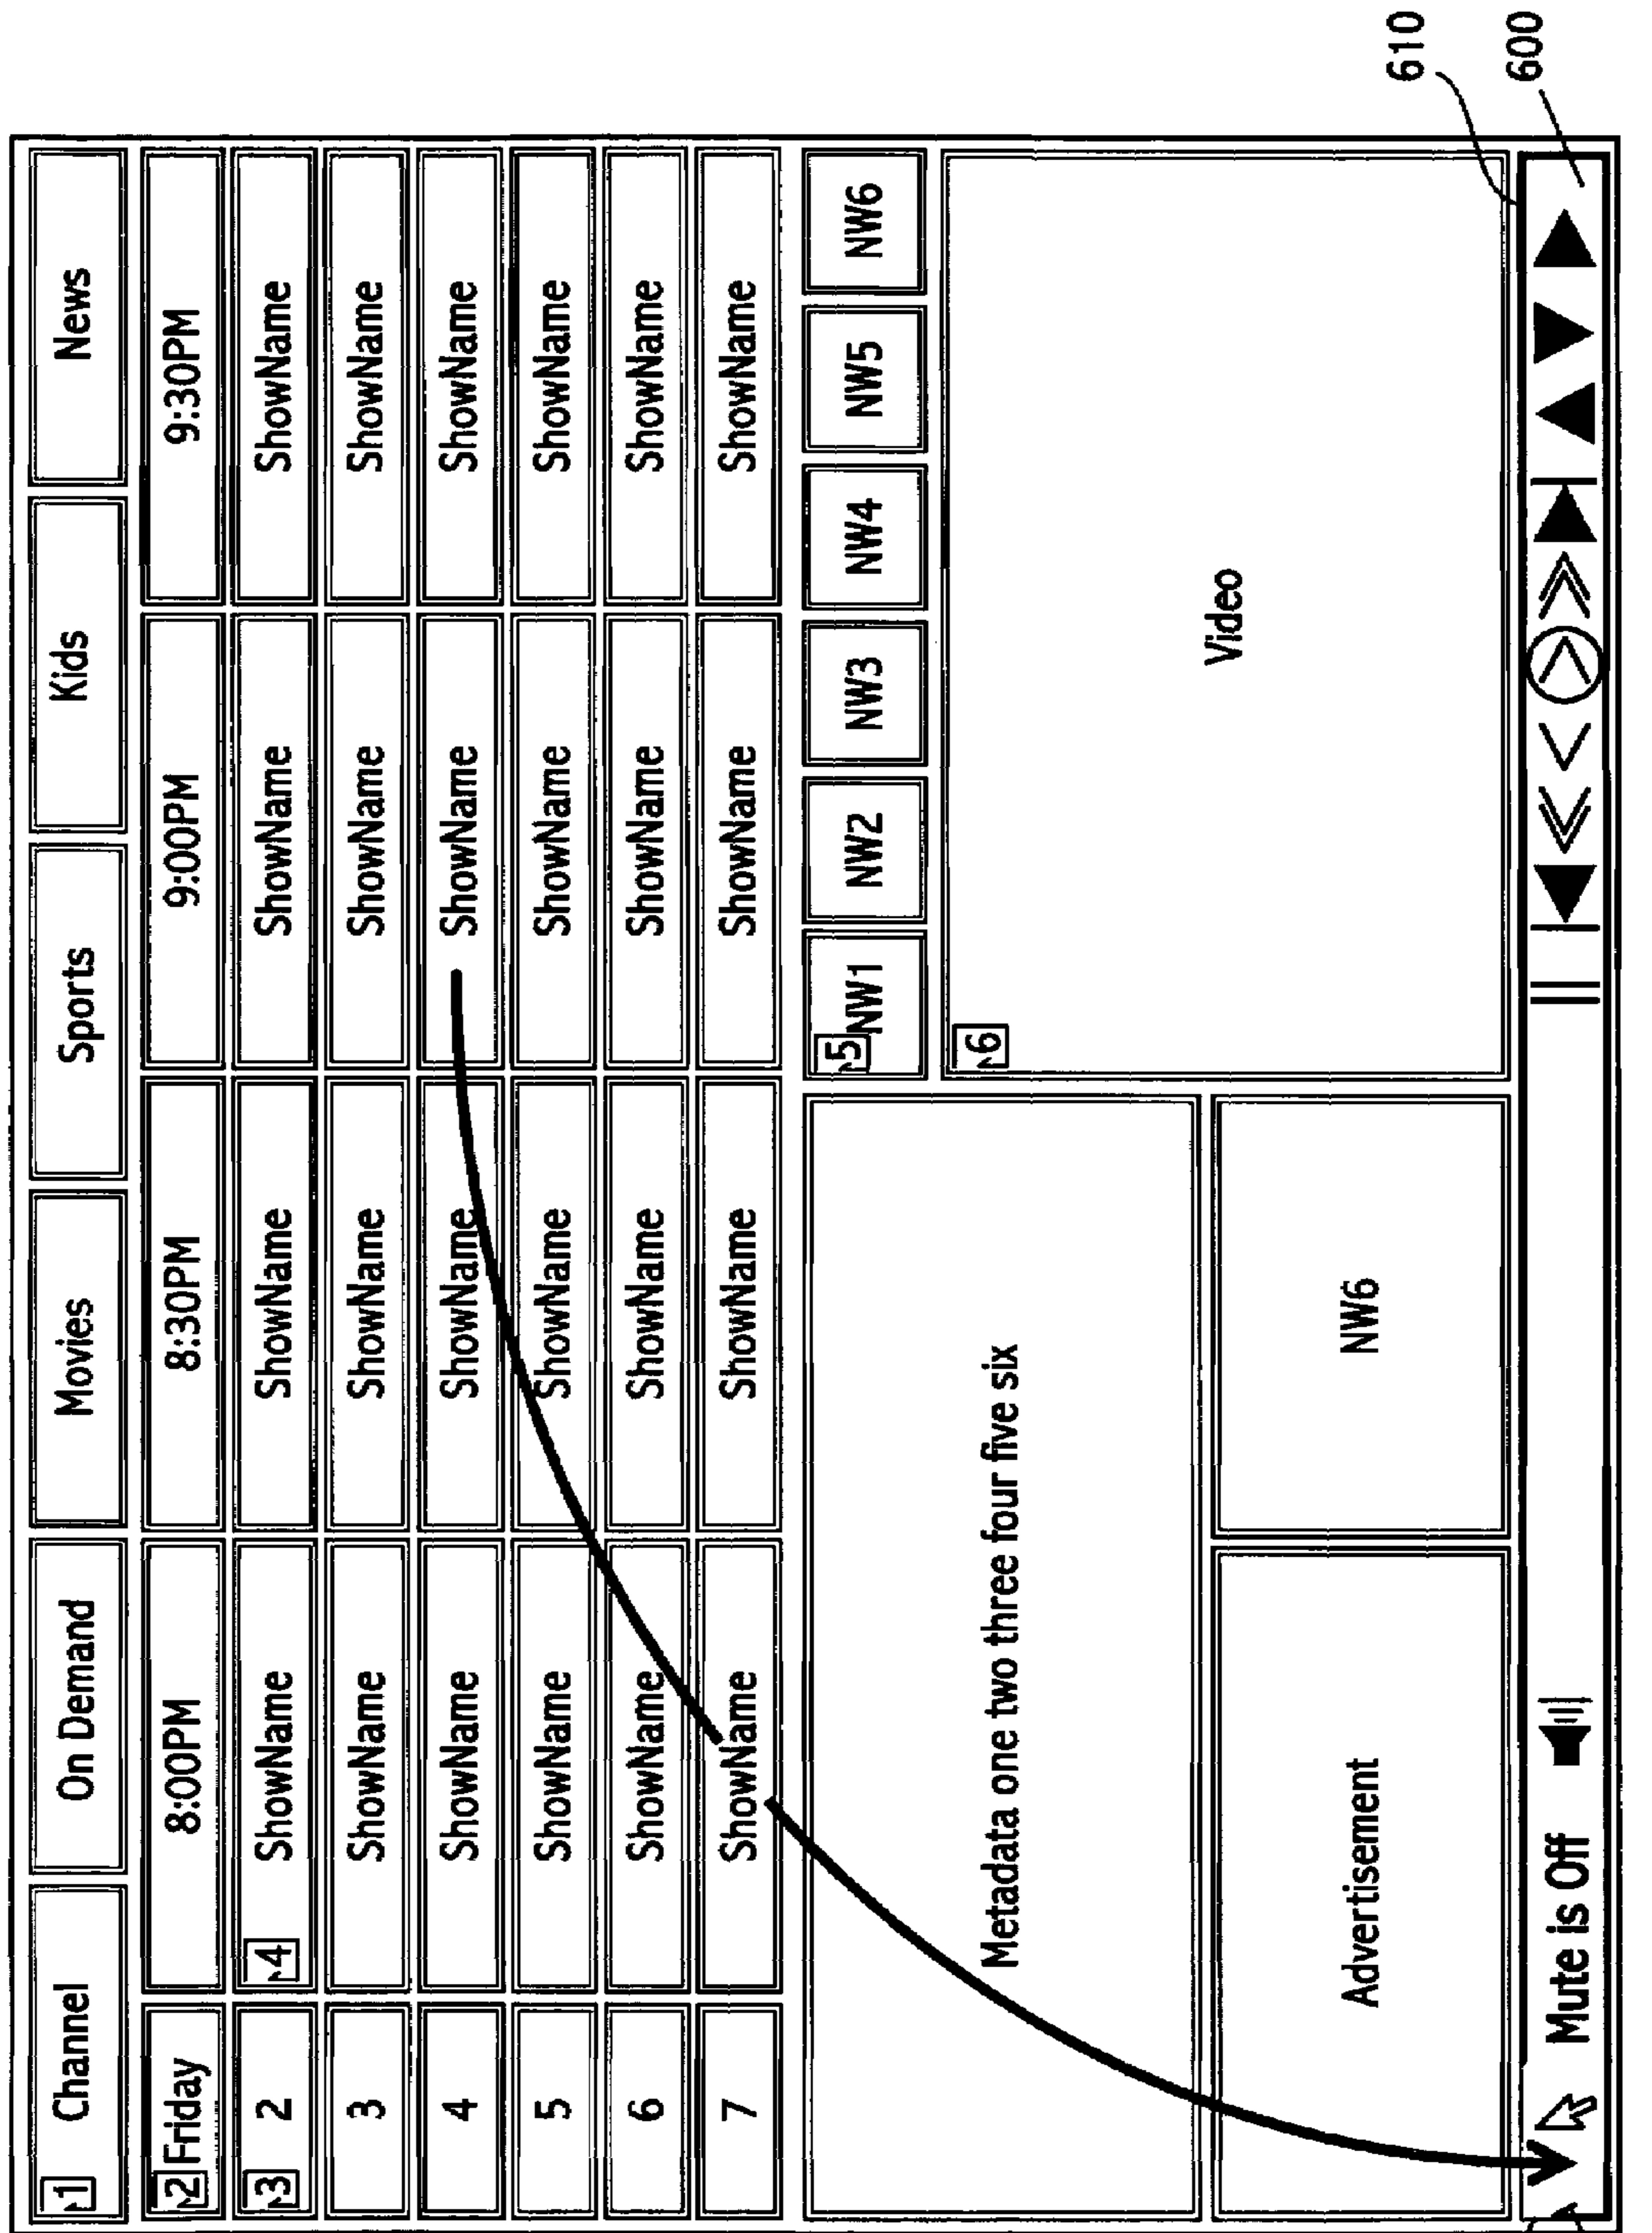 1 Channel On Demand Movies Sports Kids News
2 Friday 8:00PM 8:30PM 9:00PM 9:30PM
3 2 4 ShowName ShowName ShowName ShowName
3 ShowName ShowName ShowName ShowName
4 ShowName ShowName ShowName ShowName
5 ShowName ShowName ShowName ShowName
6 ShowName ShowName ShowName ShowName
7 ShowName ShowName ShowName ShowName
5 NW1 NW2 NW3 NW4 NW5 NW6
Metadata one two three four five six
6 Video
Advertisement NW6
Mute is Off
610
600